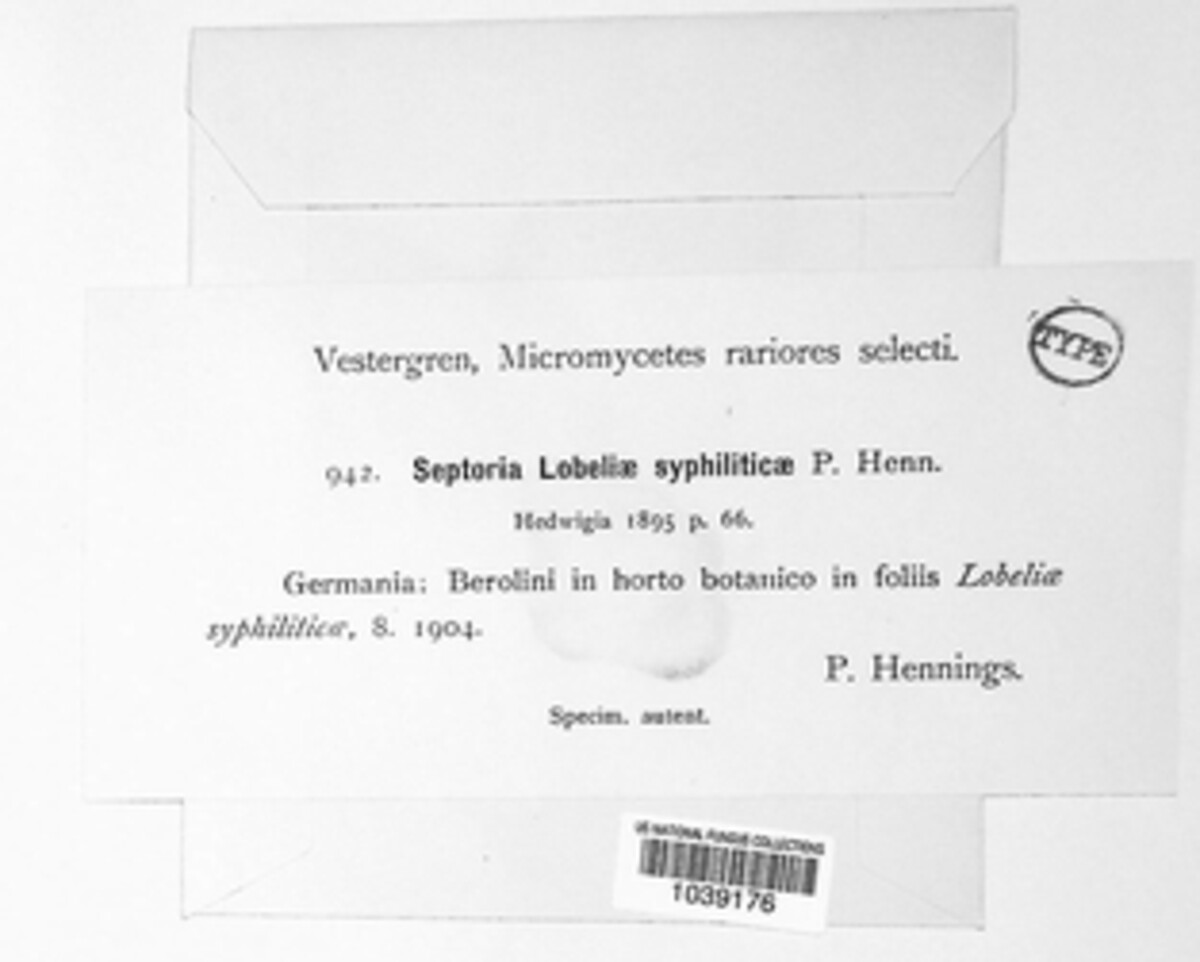 Vestergren, Micromycetes rariores selecti.
TYPE
942. Septoria Lobeliæ syphiliticæ P. Henn.
Hedwigia 1895 p. 66.
Germania: Berolini in horto botanico in foliis Lobeliæ
syphiliticæ, 8. 1904.
P. Hennings.
Specim. autent.
US NATIONAL FUNGUS COLLECTIONS
1039176